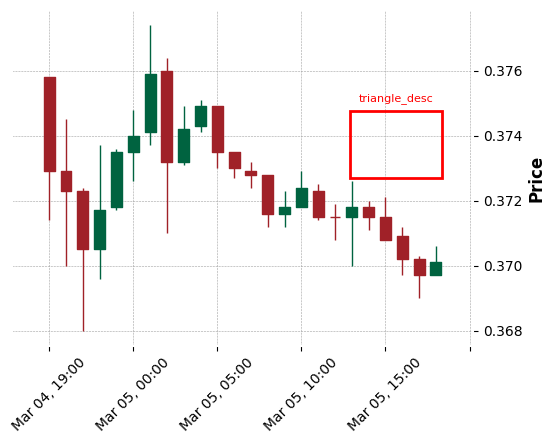 triangle_desc
0.376
0.374
0.372
0.370
0.368
Price
Mar 04, 19:00
Mar 05, 00:00
Mar 05, 05:00
Mar 05, 10:00
Mar 05, 15:00